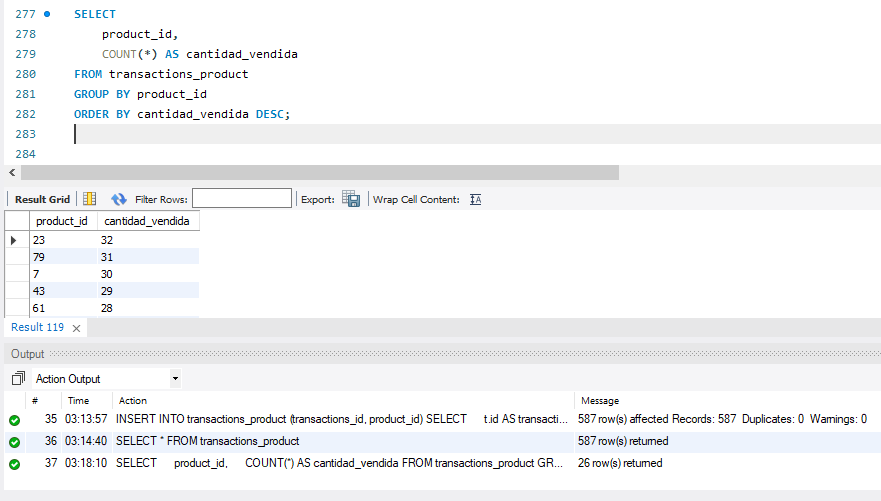 277 SELECT
278 product_id,
279 COUNT(*) AS cantidad_vendida
280 FROM transactions_product
281 GROUP BY product_id
282 ORDER BY cantidad_vendida DESC;
283
284
Result Grid Filter Rows: Export: Wrap Cell Content: IA
product_id cantidad_vendida
23 32
79 31
7 30
43 29
61 28
Result 119 ×
Output
Action Output
# Time Action Message
35 03:13:57 INSERT INTO transactions_product (transactions_id, product_id) SELECT t.id AS transacti... 587 row(s) affected Records: 587 Duplicates: 0 Warnings: 0
36 03:14:40 SELECT * FROM transactions_product 587 row(s) returned
37 03:18:10 SELECT product_id, COUNT(*) AS cantidad_vendida FROM transactions_product GR... 26 row(s) returned